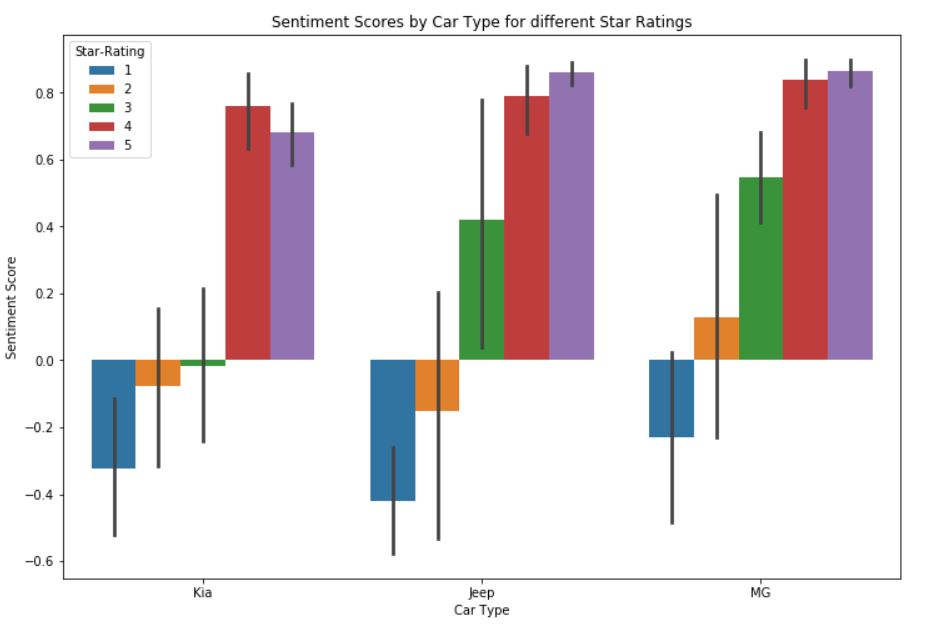 Sentiment Scores by Car Type for different Star Ratings
Star-Rating
1
2
3
4
5
0.8
0.6
0.4
0.2
0.0
−0.2
−0.4
−0.6
Sentiment Score
Kia Jeep MG
Car Type